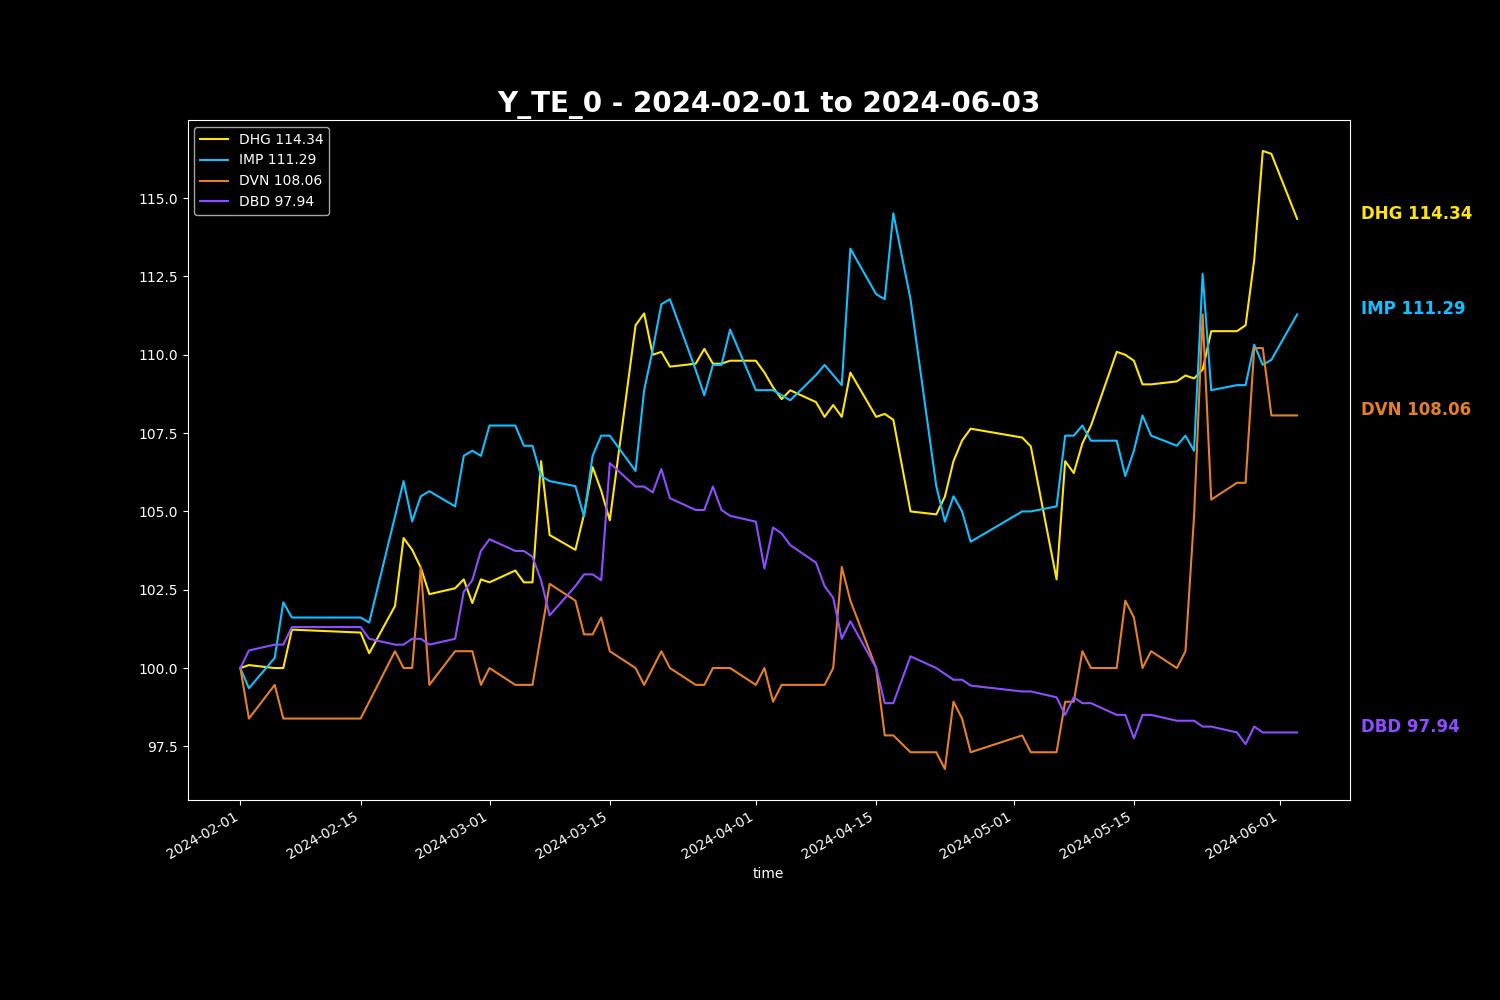 Y_TE_0 - 2024-02-01 to 2024-06-03
DHG 114.34
IMP 111.29
DVN 108.06
DBD 97.94
115.0
112.5
110.0
107.5
105.0
102.5
100.0
97.5
DHG 114.34
IMP 111.29
DVN 108.06
DBD 97.94
2024-02-01
2024-02-15
2024-03-01
2024-03-15
2024-04-01
2024-04-15
2024-05-01
2024-05-15
2024-06-01
time